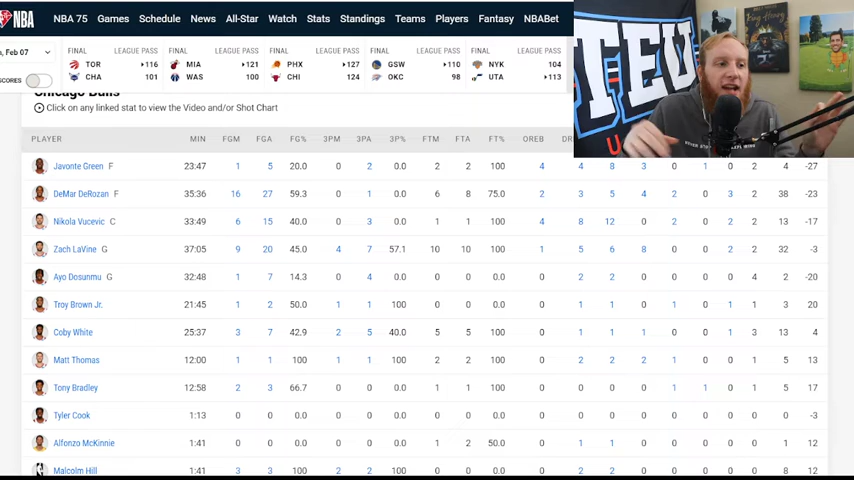 NBA NBA 75 Games Schedule News All-Star Watch Stats Standings Teams Players Fantasy NBABet
, Feb 07
SCORES
FINAL LEAGUE PASS
TOR 116
CHA 101
FINAL LEAGUE PASS
MIA 121
WAS 100
FINAL LEAGUE PASS
PHX 127
CHI 124
FINAL LEAGUE PASS
GSW 110
OKC 98
FINAL LEAGUE PASS
NYK 104
UTA 113
TEU
U
Chicago Bulls
Click on any linked stat to view the Video and/or Shot Chart
PLAYER MIN FGM FGA FG% 3PM 3PA 3P% FTM FTA FT% OREB
Javonte Green F 23:47 1 5 20.0 0 2 0.0 2 2 100 4 4 8 3 0 1 0 2 4 -27
DeMar DeRozan F 35:36 16 27 59.3 0 1 0.0 6 8 75.0 2 3 5 4 2 0 3 2 38 -23
Nikola Vucevic C 33:49 6 15 40.0 0 3 0.0 1 1 100 4 8 12 0 2 0 2 2 13 -17
Zach LaVine G 37:05 9 20 45.0 4 7 57.1 10 10 100 1 5 6 8 0 0 2 2 32 -3
Ayo Dosunmu G 32:48 1 7 14.3 0 4 0.0 0 0 0.0 0 2 2 0 0 0 0 4 2 -20
Troy Brown Jr. 21:45 1 2 50.0 1 1 100 0 0 0.0 0 1 1 0 1 0 1 1 3 20
Coby White 25:37 3 7 42.9 2 5 40.0 5 5 100 0 1 1 1 0 0 1 3 13 4
Matt Thomas 12:00 1 1 100 1 1 100 2 2 100 0 2 2 2 1 0 0 1 5 13
Tony Bradley 12:58 2 3 66.7 0 0 0.0 1 1 100 0 0 0 0 1 1 0 1 5 17
Tyler Cook 1:13 0 0 0.0 0 0 0.0 0 0 0.0 0 0 0 0 0 0 0 0 0 -3
Alfonzo McKinnie 1:41 0 0 0.0 0 0 0.0 1 2 50.0 0 1 1 0 0 0 0 0 1 12
Malcolm Hill 1:41 3 3 100 2 2 100 0 0 0.0 0 2 2 0 0 0 0 0 8 12